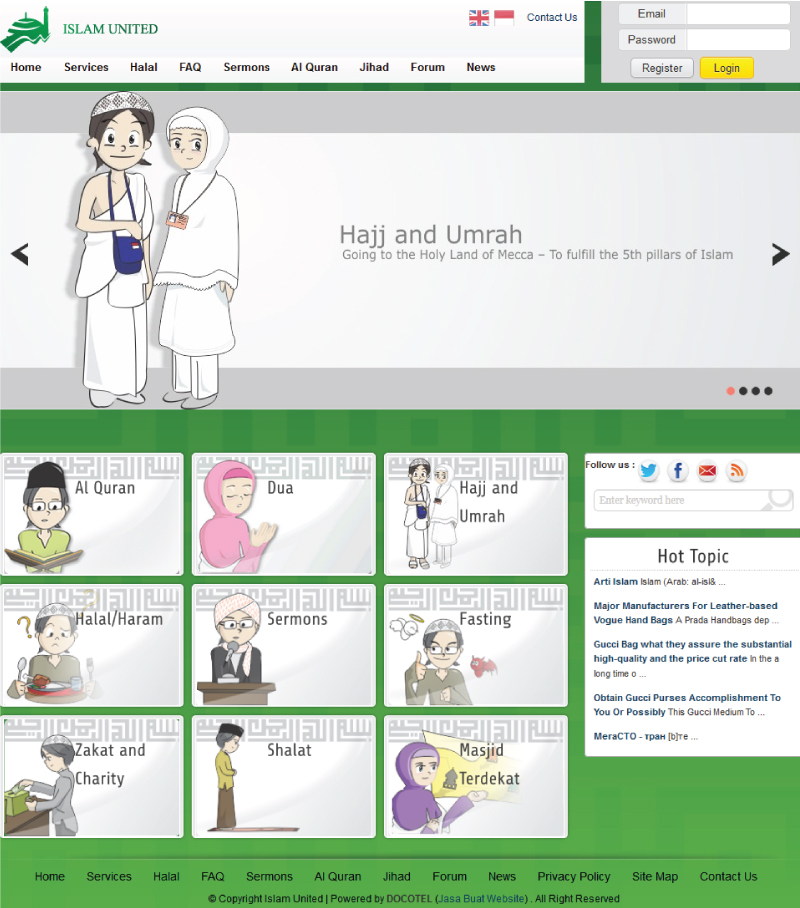 ISLAM UNITED
Contact Us
Email
Password
Register
Login
Home Services Halal FAQ Sermons Al Quran Jihad Forum News
Hajj and Umrah
Going to the Holy Land of Mecca – To fulfill the 5th pillars of Islam
Al Quran
Dua
Hajj and
Umrah
Halal/Haram
Sermons
Fasting
Zakat and
Charity
Shalat
Masjid
Terdekat
Follow us :
Enter keyword here
Hot Topic
Arti Islam Islam (Arab: al-isl& ...
Major Manufacturers For Leather-based
Vogue Hand Bags A Prada Handbags dep ...
Gucci Bag what they assure the substantial
high-quality and the price cut rate In the a
long time o ...
Obtain Gucci Purses Accomplishment To
You Or Possibly This Gucci Medium To ...
МегаСТО - тран [b]те ...
Home Services Halal FAQ Sermons Al Quran Jihad Forum News Privacy Policy Site Map Contact Us
© Copyright Islam United | Powered by DOCOTEL (Jasa Buat Website) . All Right Reserved